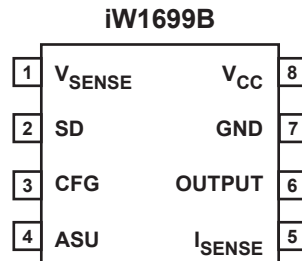 iW1699B
1 VSENSE VCC 8
2 SD GND 7
3 CFG OUTPUT 6
4 ASU ISENSE 5